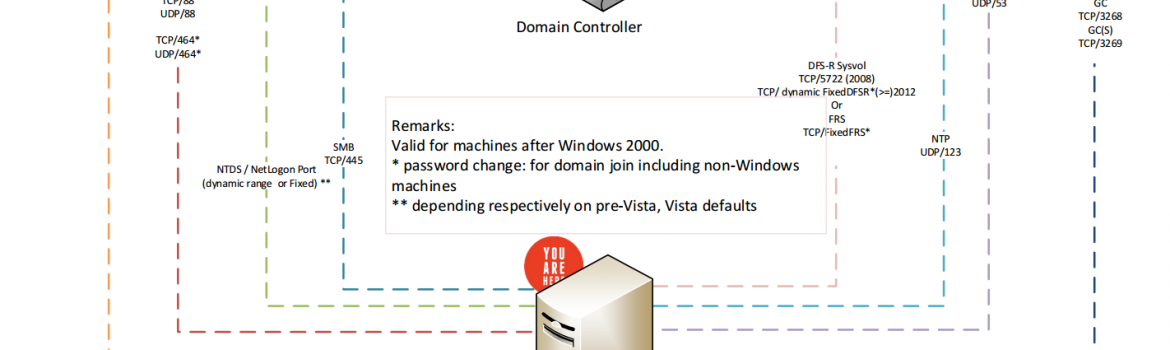 TCP/88
UDP/88
TCP/464*
UDP/464*
Domain Controller
UDP/53
GC
TCP/3268
GC(S)
TCP/3269
DFS-R Sysvol
TCP/5722 (2008)
TCP/ dynamic FixedDFSR*(>=)2012
Or
FRS
TCP/FixedFRS*
Remarks:
Valid for machines after Windows 2000.
* password change: for domain join including non-Windows
machines
** depending respectively on pre-Vista, Vista defaults
SMB
TCP/445
NTDS / NetLogon Port
(dynamic range or Fixed) **
NTP
UDP/123
YOU
ARE
HERE